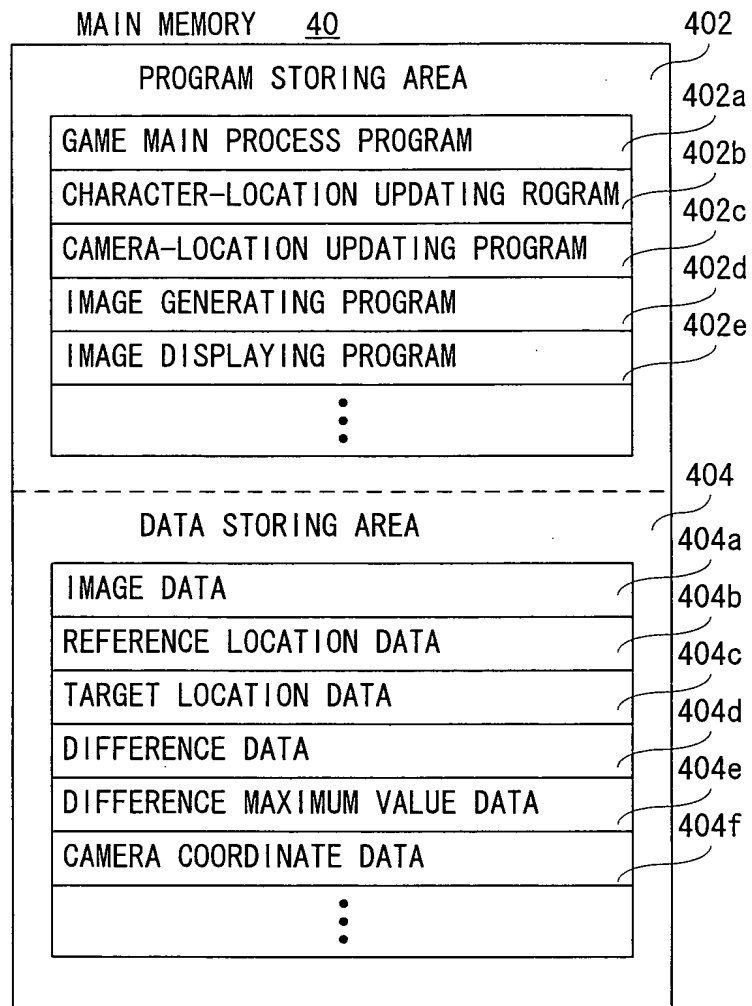 MAIN MEMORY 40
402
PROGRAM STORING AREA
402a
GAME MAIN PROCESS PROGRAM
402b
CHARACTER-LOCATION UPDATING ROGRAM
402c
CAMERA-LOCATION UPDATING PROGRAM
402d
IMAGE GENERATING PROGRAM
402e
IMAGE DISPLAYING PROGRAM
404
DATA STORING AREA
404a
IMAGE DATA
404b
REFERENCE LOCATION DATA
404c
TARGET LOCATION DATA
404d
DIFFERENCE DATA
404e
DIFFERENCE MAXIMUM VALUE DATA
404f
CAMERA COORDINATE DATA